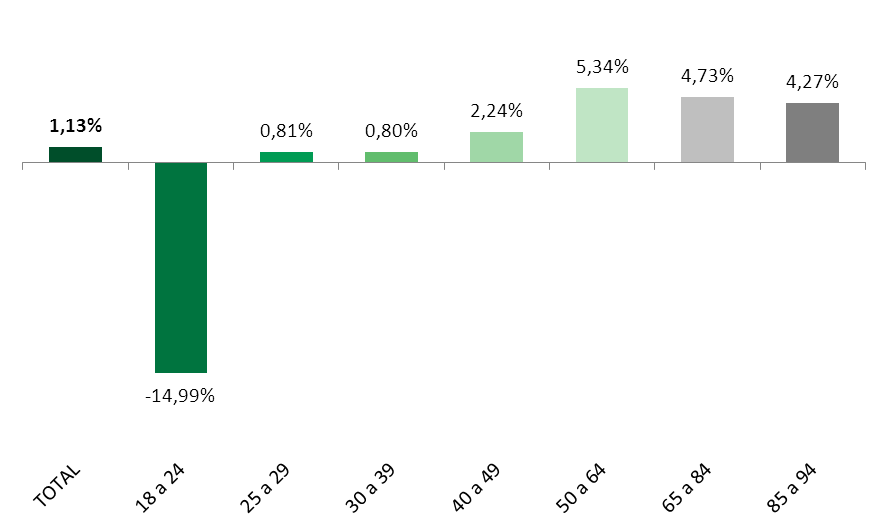 1,13%
-14,99%
0,81%
0,80%
2,24%
5,34%
4,73%
4,27%
TOTAL
18 a 24
25 a 29
30 a 39
40 a 49
50 a 64
65 a 84
85 a 94